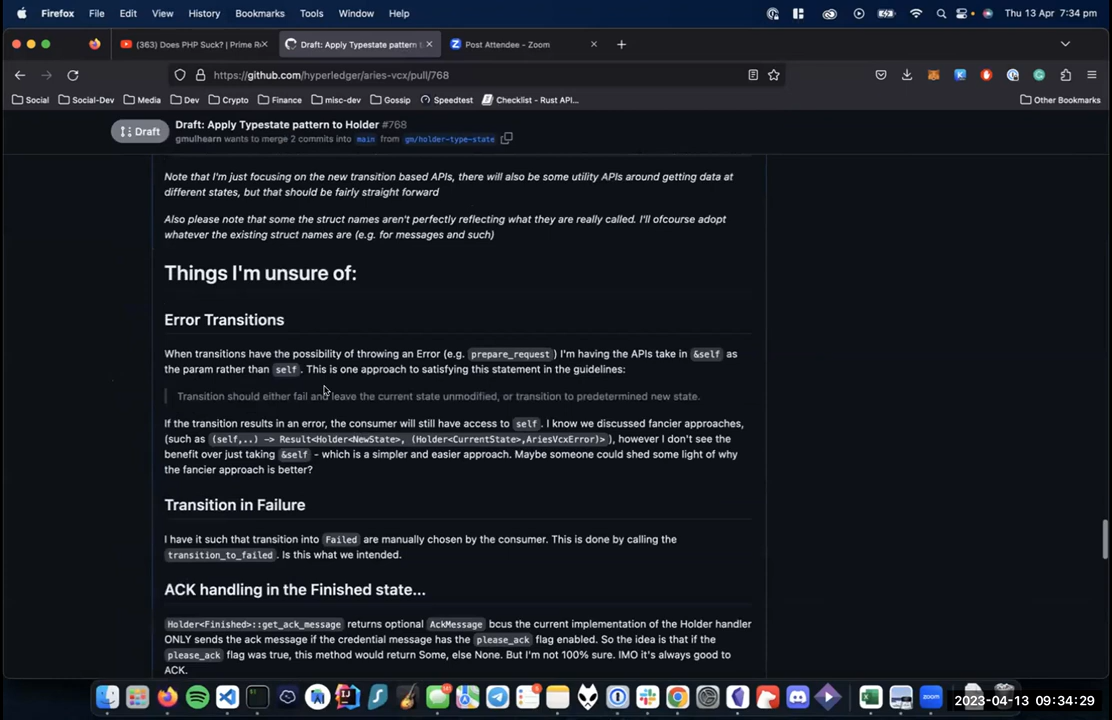 Firefox File Edit View History Bookmarks Tools Window Help Thu 13 Apr 7:34 pm
(363) Does PHP Suck? | Prime Re Draft: Apply Typestate pattern t Post Attendee - Zoom
https://github.com/hyperledger/aries-vcx/pull/768
Social Social-Dev Media Dev Crypto Finance misc-dev Gossip Speedtest Checklist - Rust API... Other Bookmarks
Draft Draft: Apply Typestate pattern to Holder #768
gmulhearn wants to merge 2 commits into main from gm/holder-type-state
Note that I'm just focusing on the new transition based APIs, there will also be some utility APIs around getting data at
different states, but that should be fairly straight forward
Also please note that some the struct names aren't perfectly reflecting what they are really called. I'll ofcourse adopt
whatever the existing struct names are (e.g. for messages and such)
Things I'm unsure of:
Error Transitions
When transitions have the possibility of throwing an Error (e.g. prepare_request) I'm having the APIs take in &self as
the param rather than self. This is one approach to satisfying this statement in the guidelines:
Transition should either fail and leave the current state unmodified, or transition to predetermined new state.
If the transition results in an error, the consumer will still have access to self. I know we discussed fancier approaches,
(such as (self,..) -> Result<Holder<NewState>, (Holder<CurrentState>,AriesVcxError)>), however I don't see the
benefit over just taking &self - which is a simpler and easier approach. Maybe someone could shed some light of why
the fancier approach is better?
Transition in Failure
I have it such that transition into Failed are manually chosen by the consumer. This is done by calling the
transition_to_failed. Is this what we intended.
ACK handling in the Finished state...
Holder<Finished>::get_ack_message returns optional AckMessage bcus the current implementation of the Holder handler
ONLY sends the ack message if the credential message has the please_ack flag enabled. So the idea is that if the
please_ack flag was true, this method would return Some, else None. But I'm not 100% sure. IMO it's always good to
ACK.
2023-04-13 09:34:29